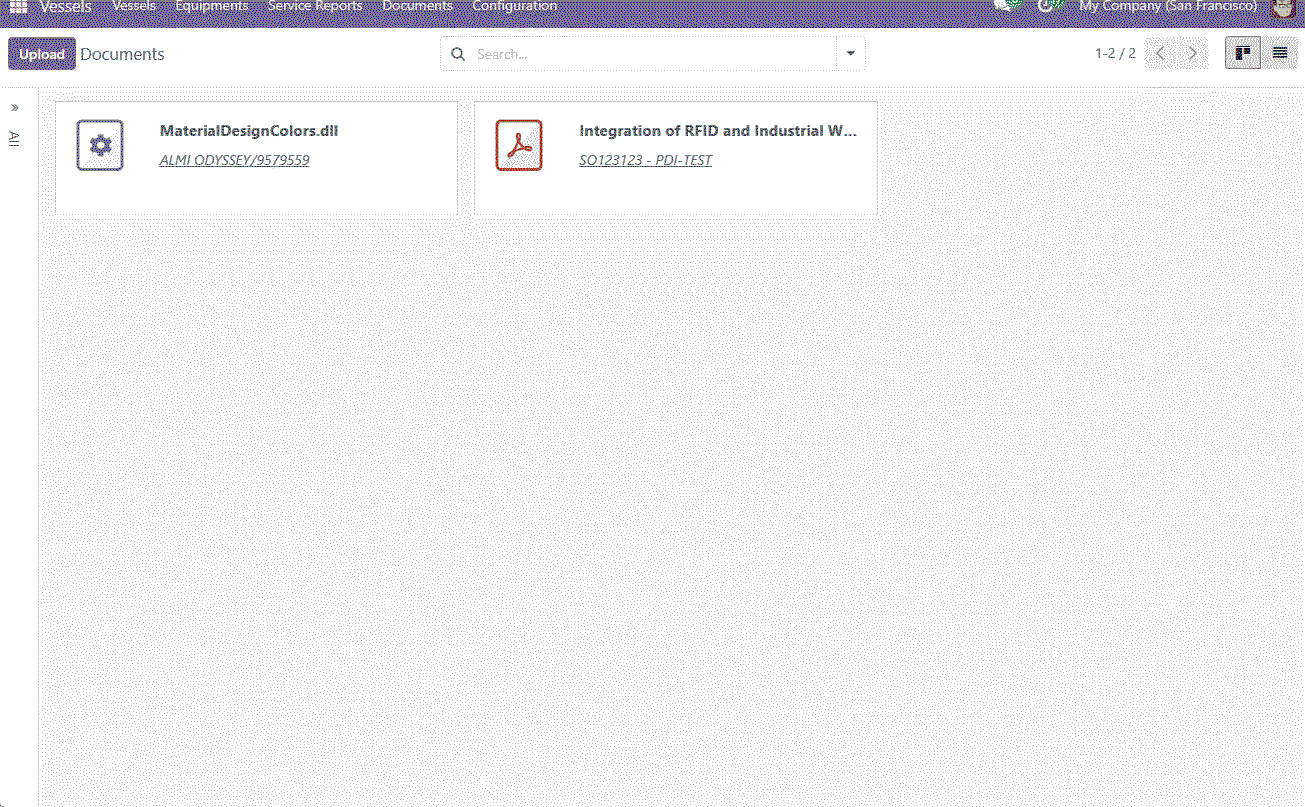 Vessels Vessels Equipments Service Reports Documents Configuration My Company (San Francisco)
Upload Documents Search... 1-2 / 2
All
MaterialDesignColors.dll
ALMI ODYSSEY/9579559
Integration of RFID and Industrial W...
SO123123 - PDI-TEST